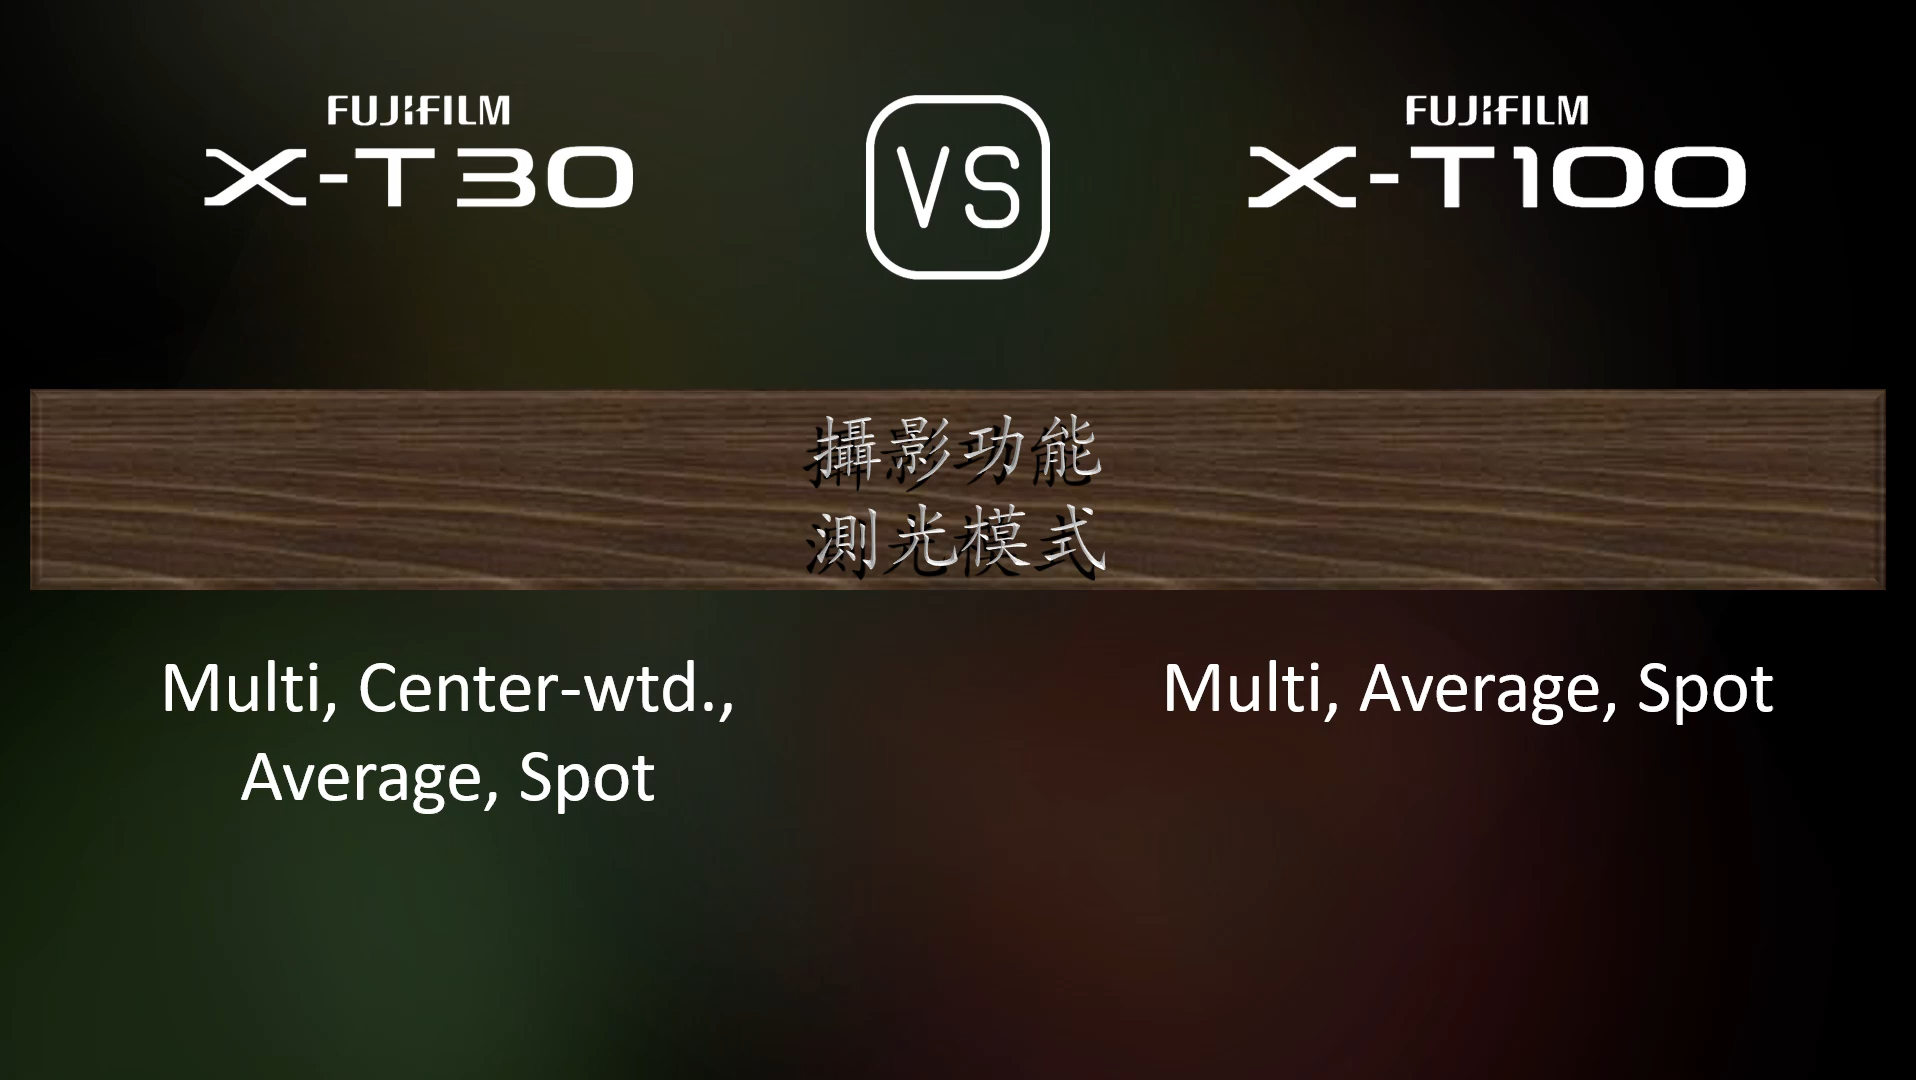 FUJIFILM
X-T30
VS
FUJIFILM
X-T100
攝影功能
測光模式
Multi, Center-wtd.,
Average, Spot
Multi, Average, Spot